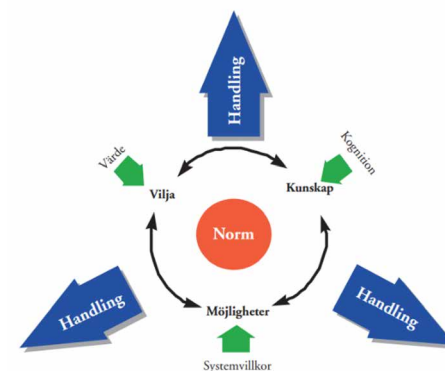 Handling
Värde
Kognition
Vilja
Kunskap
Norm
Handling
Möjligheter
Handling
Systemvillkor